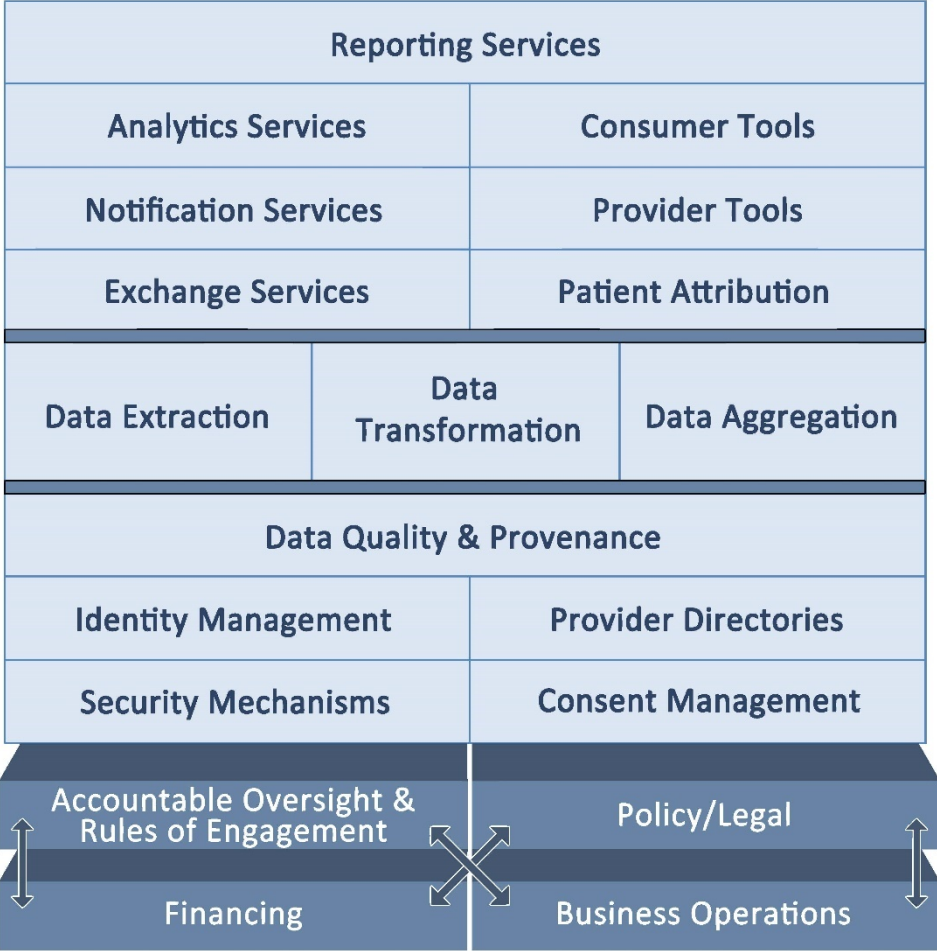 Reporting Services
Analytics Services
Consumer Tools
Notification Services
Provider Tools
Exchange Services
Patient Attribution
Data Extraction
Data
Transformation
Data Aggregation
Data Quality & Provenance
Identity Management
Provider Directories
Security Mechanisms
Consent Management
Accountable Oversight &
Rules of Engagement
Policy/Legal
Financing
Business Operations